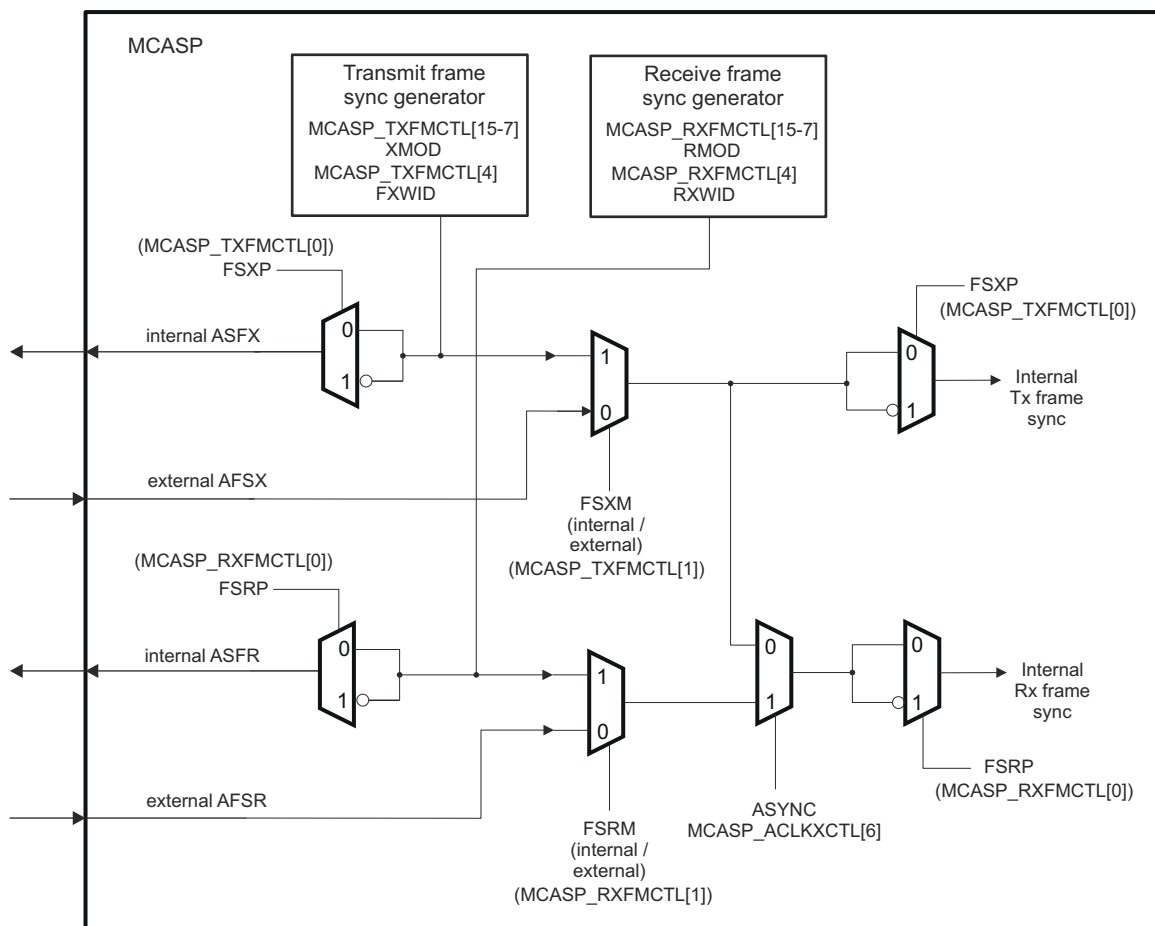 MCASP
Transmit frame
sync generator
MCASP_TXFMCTL[15-7]
XMOD
MCASP_TXFMCTL[4]
FXWID
Receive frame
sync generator
MCASP_RXFMCTL[15-7]
RMOD
MCASP_RXFMCTL[4]
RXWID
(MCASP_TXFMCTL[0])
FSXP
0
1
internal ASFX
1
0
FSXP
(MCASP_TXFMCTL[0])
0
1
Internal
Tx frame
sync
external AFSX
FSXM
(internal /
external)
(MCASP_TXFMCTL[1])
(MCASP_RXFMCTL[0])
FSRP
0
1
internal ASFR
1
0
0
1
0
1
Internal
Rx frame
sync
external AFSR
FSRM
(internal /
external)
(MCASP_RXFMCTL[1])
ASYNC
MCASP_ACLKXCTL[6]
FSRP
(MCASP_RXFMCTL[0])